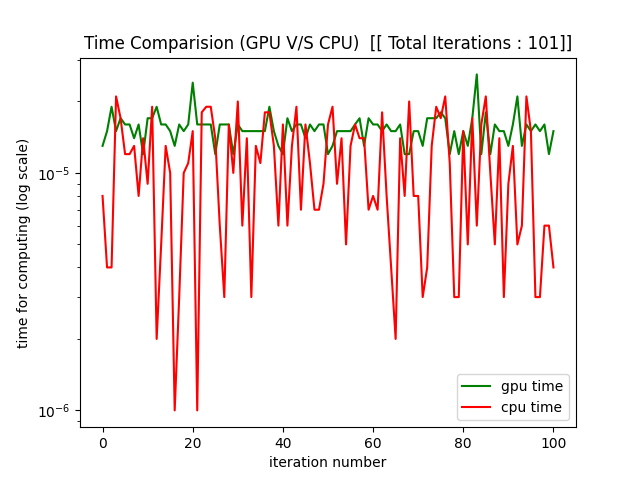 Time Comparision (GPU V/S CPU)  [[ Total Iterations : 101]]
time for computing (log scale)
10⁻⁵
10⁻⁶
gpu time
cpu time
0 20 40 60 80 100
iteration number